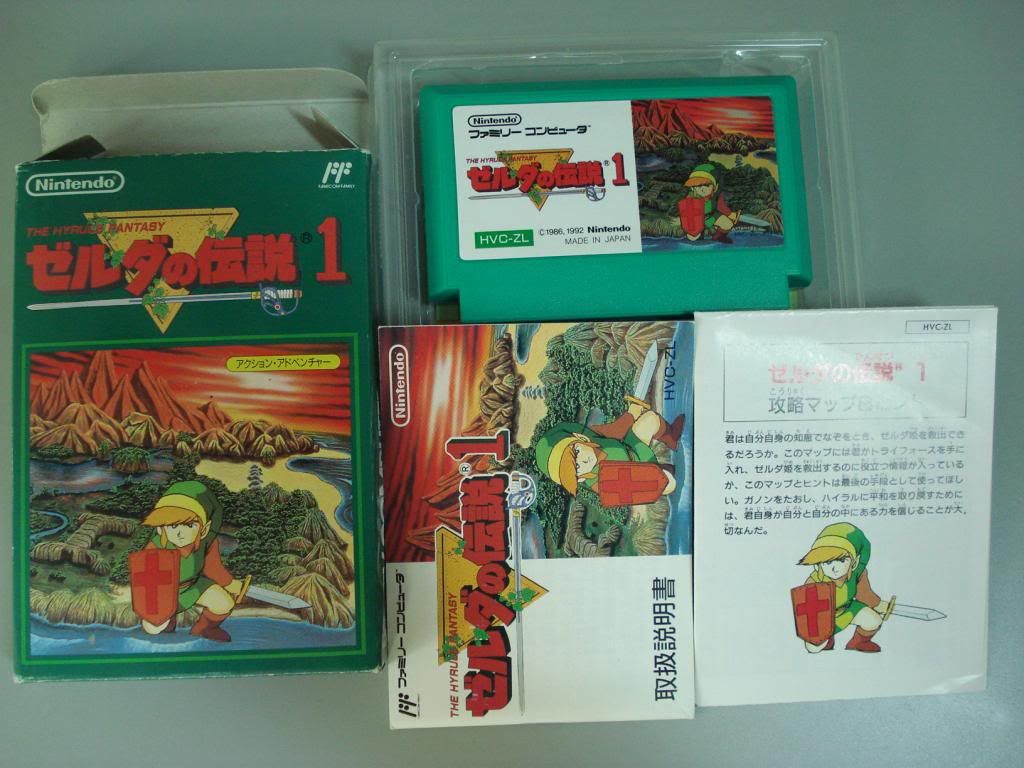 Nintendo
FAMICOM FAMILY
THE HYRULE FANTASY
ゼルダの伝説® 1
アクション・アドベンチャー
Nintendo
ファミリー コンピュータ™
THE HYRULE FANTASY
ゼルダの伝説® 1
HVC-ZL
©1986, 1992 Nintendo
MADE IN JAPAN
Nintendo
HVC-ZL
ファミリー コンピュータ™
THE HYRULE FANTASY
ゼルダの伝説® 1
取扱説明書
HVC-ZL
ゼルダの伝説® 1
攻略マップ
君は自分自身の知恵でなぞをとき、ゼルダ姫を救出でき
るだろうか。このマップには君がトライフォースを手に
入れ、ゼルダ姫を救出するのに役立つ情報が入っている
が、このマップとヒントは最後の手段として使ってほし
い。ガノンをたおし、ハイラルに平和を取り戻すために
は、君自身が自分と自分の中にある力を信じることが大
切なんだ。